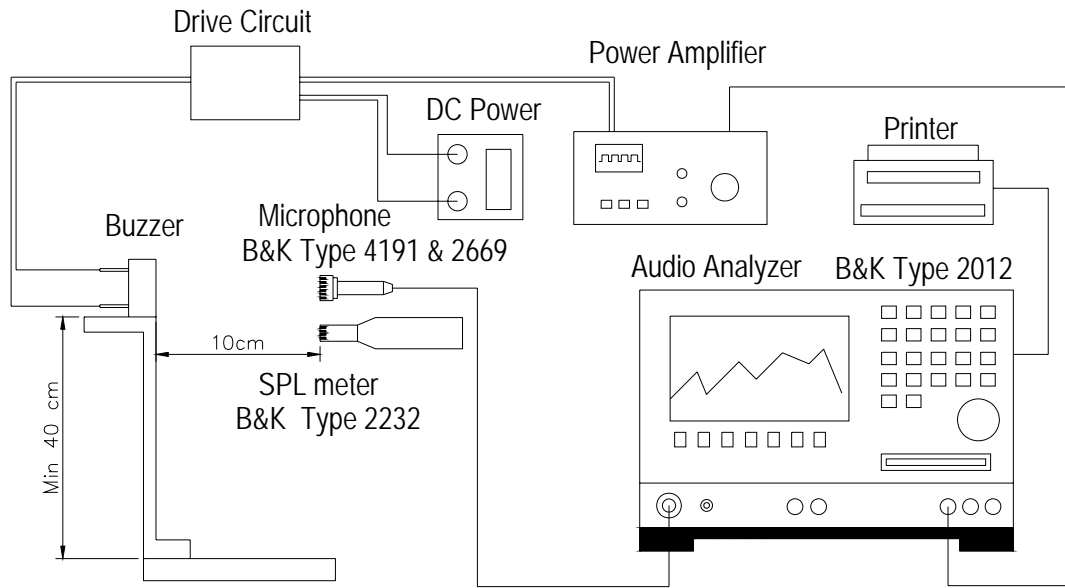 Drive Circuit
Power Amplifier
DC Power
Printer
Buzzer
Microphone
B&K Type 4191 & 2669
Audio Analyzer
B&K Type 2012
10cm
SPL meter
B&K Type 2232
Min 40 cm